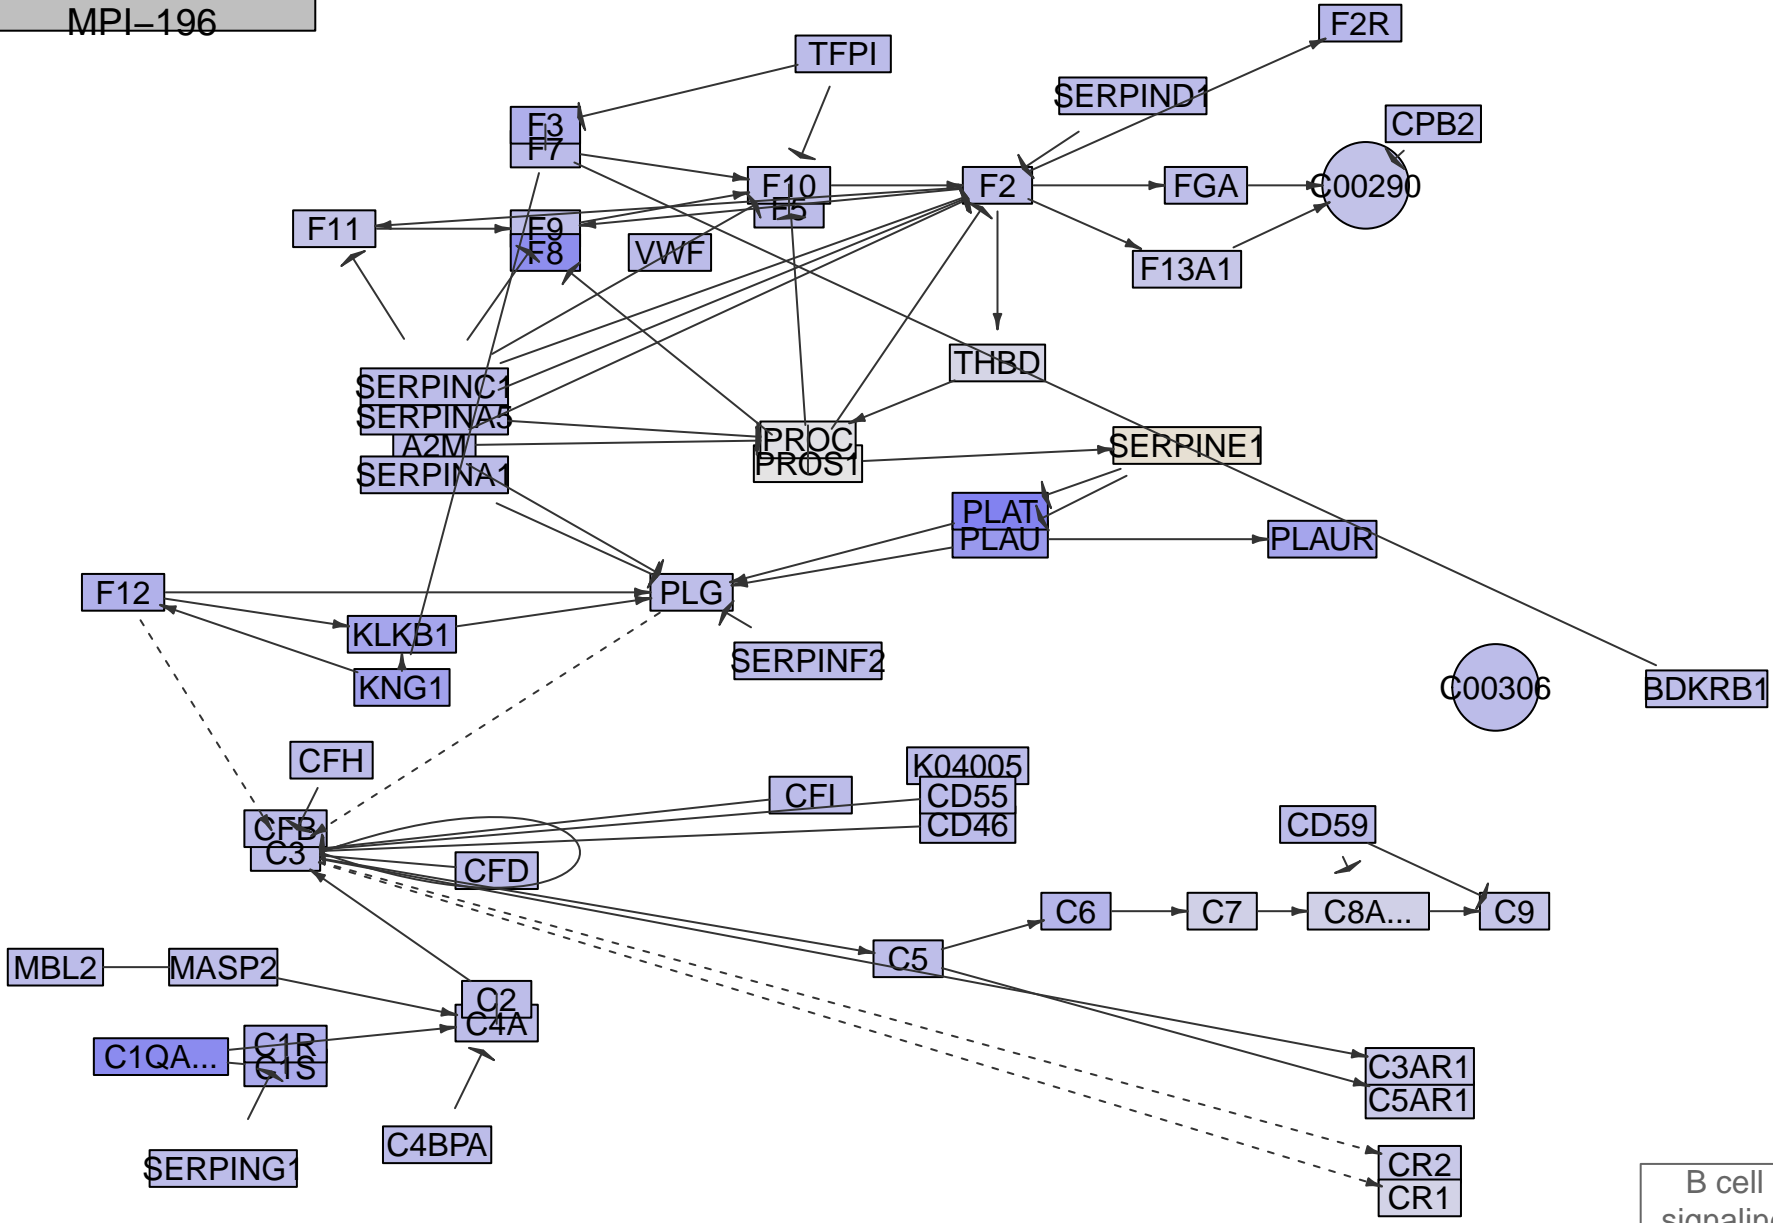 MPI–196
F2R
TFPI
SERPIND1
CPB2
F3
F7
F10
F5
F2
FGA
C00290
F11
F9
F8
VWF
F13A1
THBD
SERPINC1
SERPINA5
A2M
SERPINA1
PROC
PROS1
SERPINE1
PLAT
PLAU
PLAUR
F12
PLG
KLKB1
KNG1
SERPINF2
C00306
BDKRB1
CFH
K04005
CD55
CD46
CFI
CFB
C3
CFD
CD59
C6
C7
C8A...
C9
C5
MBL2
MASP2
C2
C4A
C1QA...
C1R
C1S
C3AR1
C5AR1
C4BPA
SERPING1
CR2
CR1
B cell
signaling